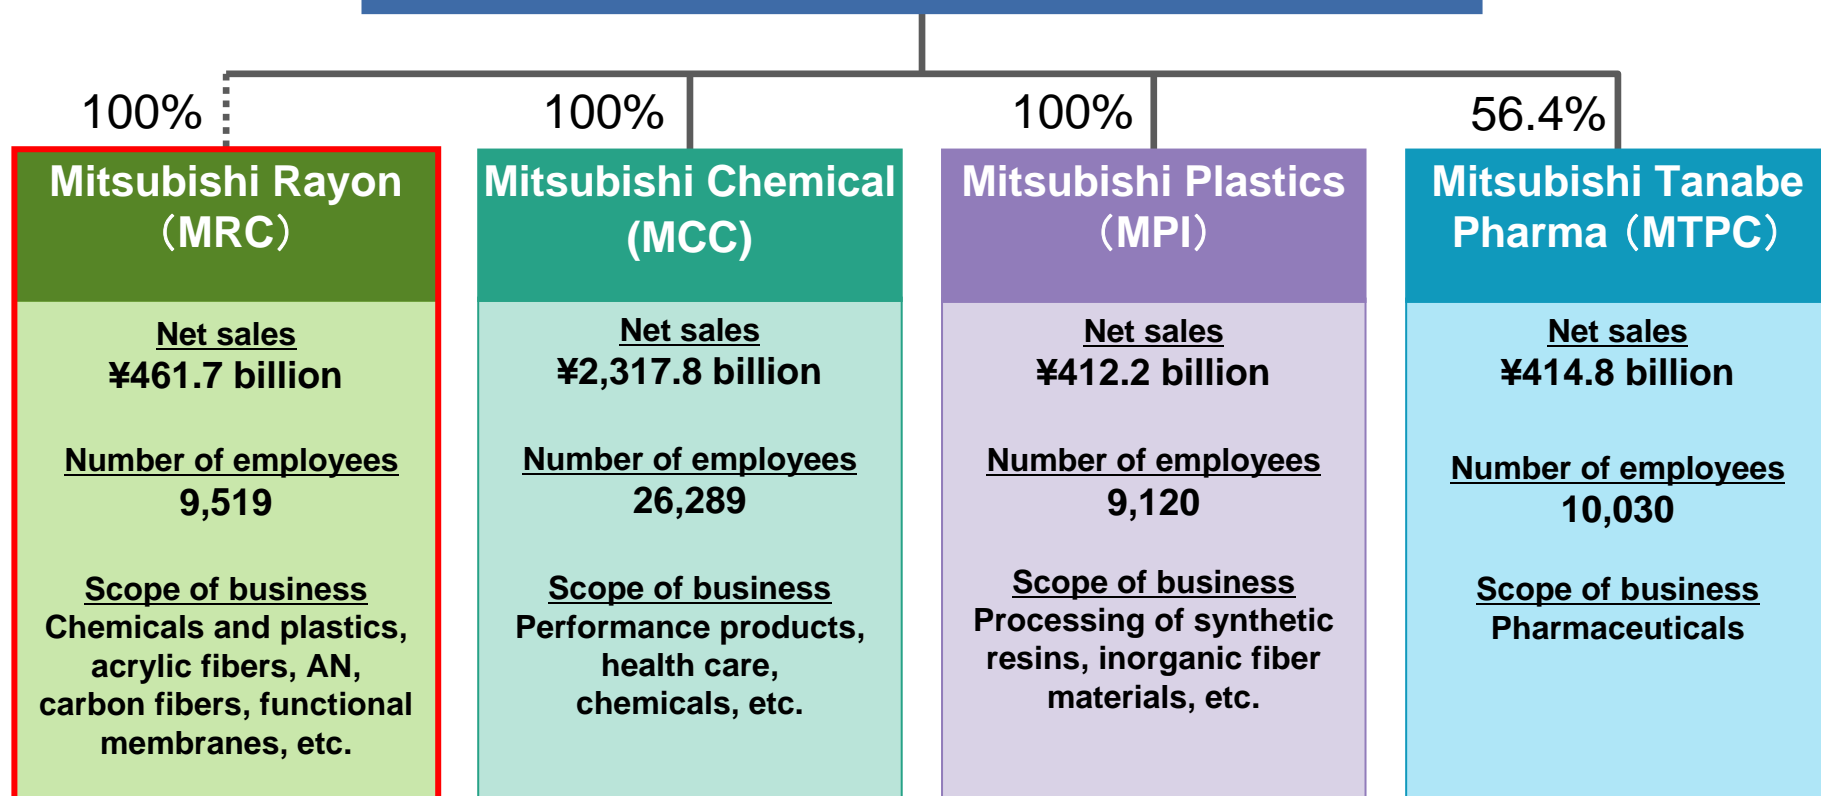 100%
Mitsubishi Rayon
（MRC）
Net sales
¥461.7 billion
Number of employees
9,519
Scope of business
Chemicals and plastics,
acrylic fibers, AN,
carbon fibers, functional
membranes, etc.
100%
Mitsubishi Chemical
(MCC)
Net sales
¥2,317.8 billion
Number of employees
26,289
Scope of business
Performance products,
health care,
chemicals, etc.
100%
Mitsubishi Plastics
（MPI）
Net sales
¥412.2 billion
Number of employees
9,120
Scope of business
Processing of synthetic
resins, inorganic fiber
materials, etc.
56.4%
Mitsubishi Tanabe
Pharma（MTPC）
Net sales
¥414.8 billion
Number of employees
10,030
Scope of business
Pharmaceuticals